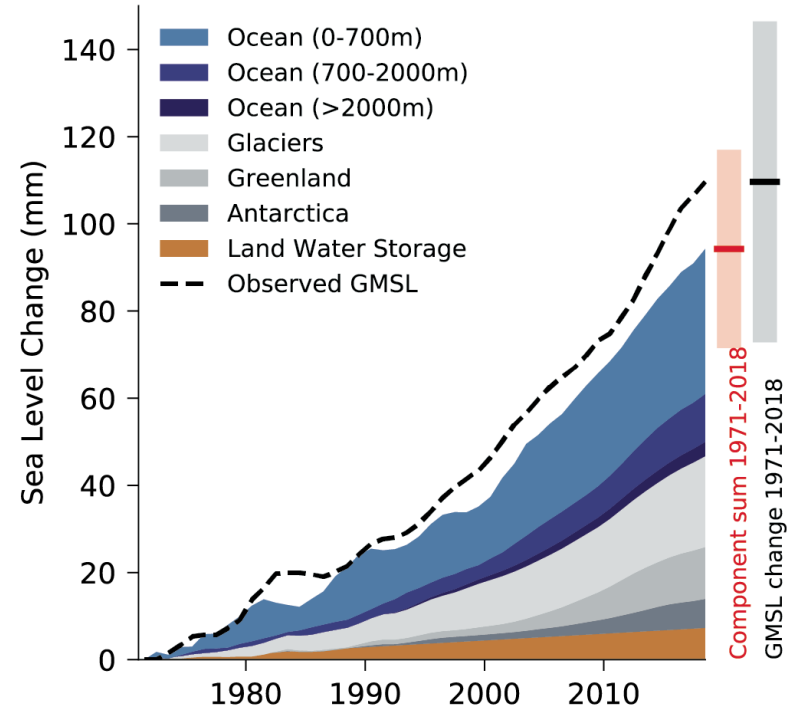 Sea Level Change (mm)
140
120
100
80
60
40
20
0
Ocean (0-700m)
Ocean (700-2000m)
Ocean (>2000m)
Glaciers
Greenland
Antarctica
Land Water Storage
Observed GMSL
1980
1990
2000
2010
Component sum 1971-2018
GMSL change 1971-2018